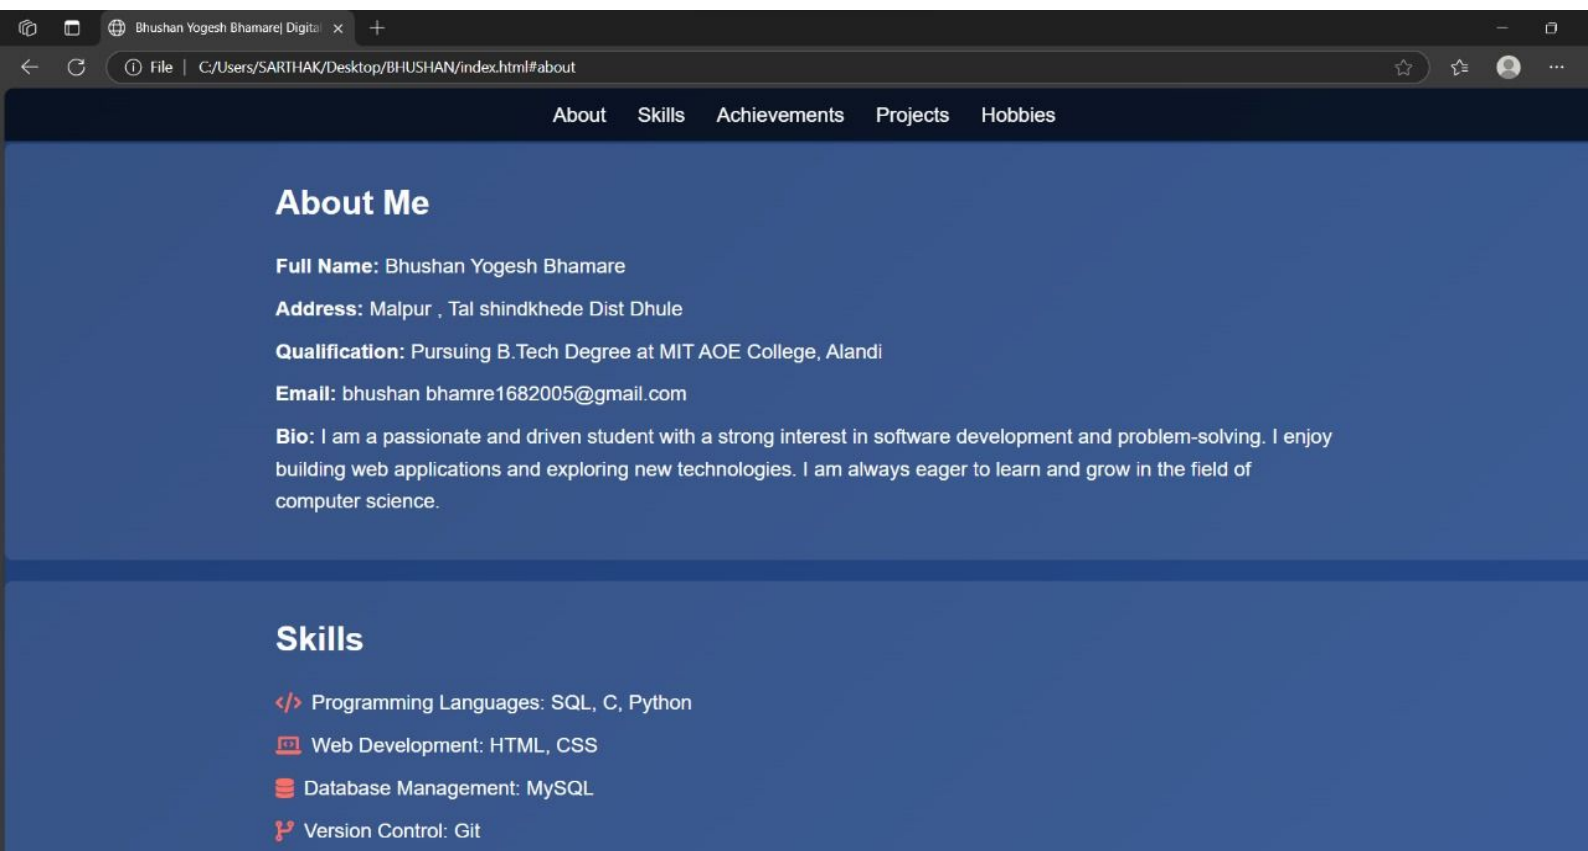 Bhushan Yogesh Bhamare| Digital
File | C:/Users/SARTHAK/Desktop/BHUSHAN/index.html#about
About Skills Achievements Projects Hobbies
About Me
Full Name: Bhushan Yogesh Bhamare
Address: Malpur , Tal shindkhede Dist Dhule
Qualification: Pursuing B.Tech Degree at MIT AOE College, Alandi
Email: bhushan bhamre1682005@gmail.com
Bio: I am a passionate and driven student with a strong interest in software development and problem-solving. I enjoy
building web applications and exploring new technologies. I am always eager to learn and grow in the field of
computer science.
Skills
Programming Languages: SQL, C, Python
Web Development: HTML, CSS
Database Management: MySQL
Version Control: Git